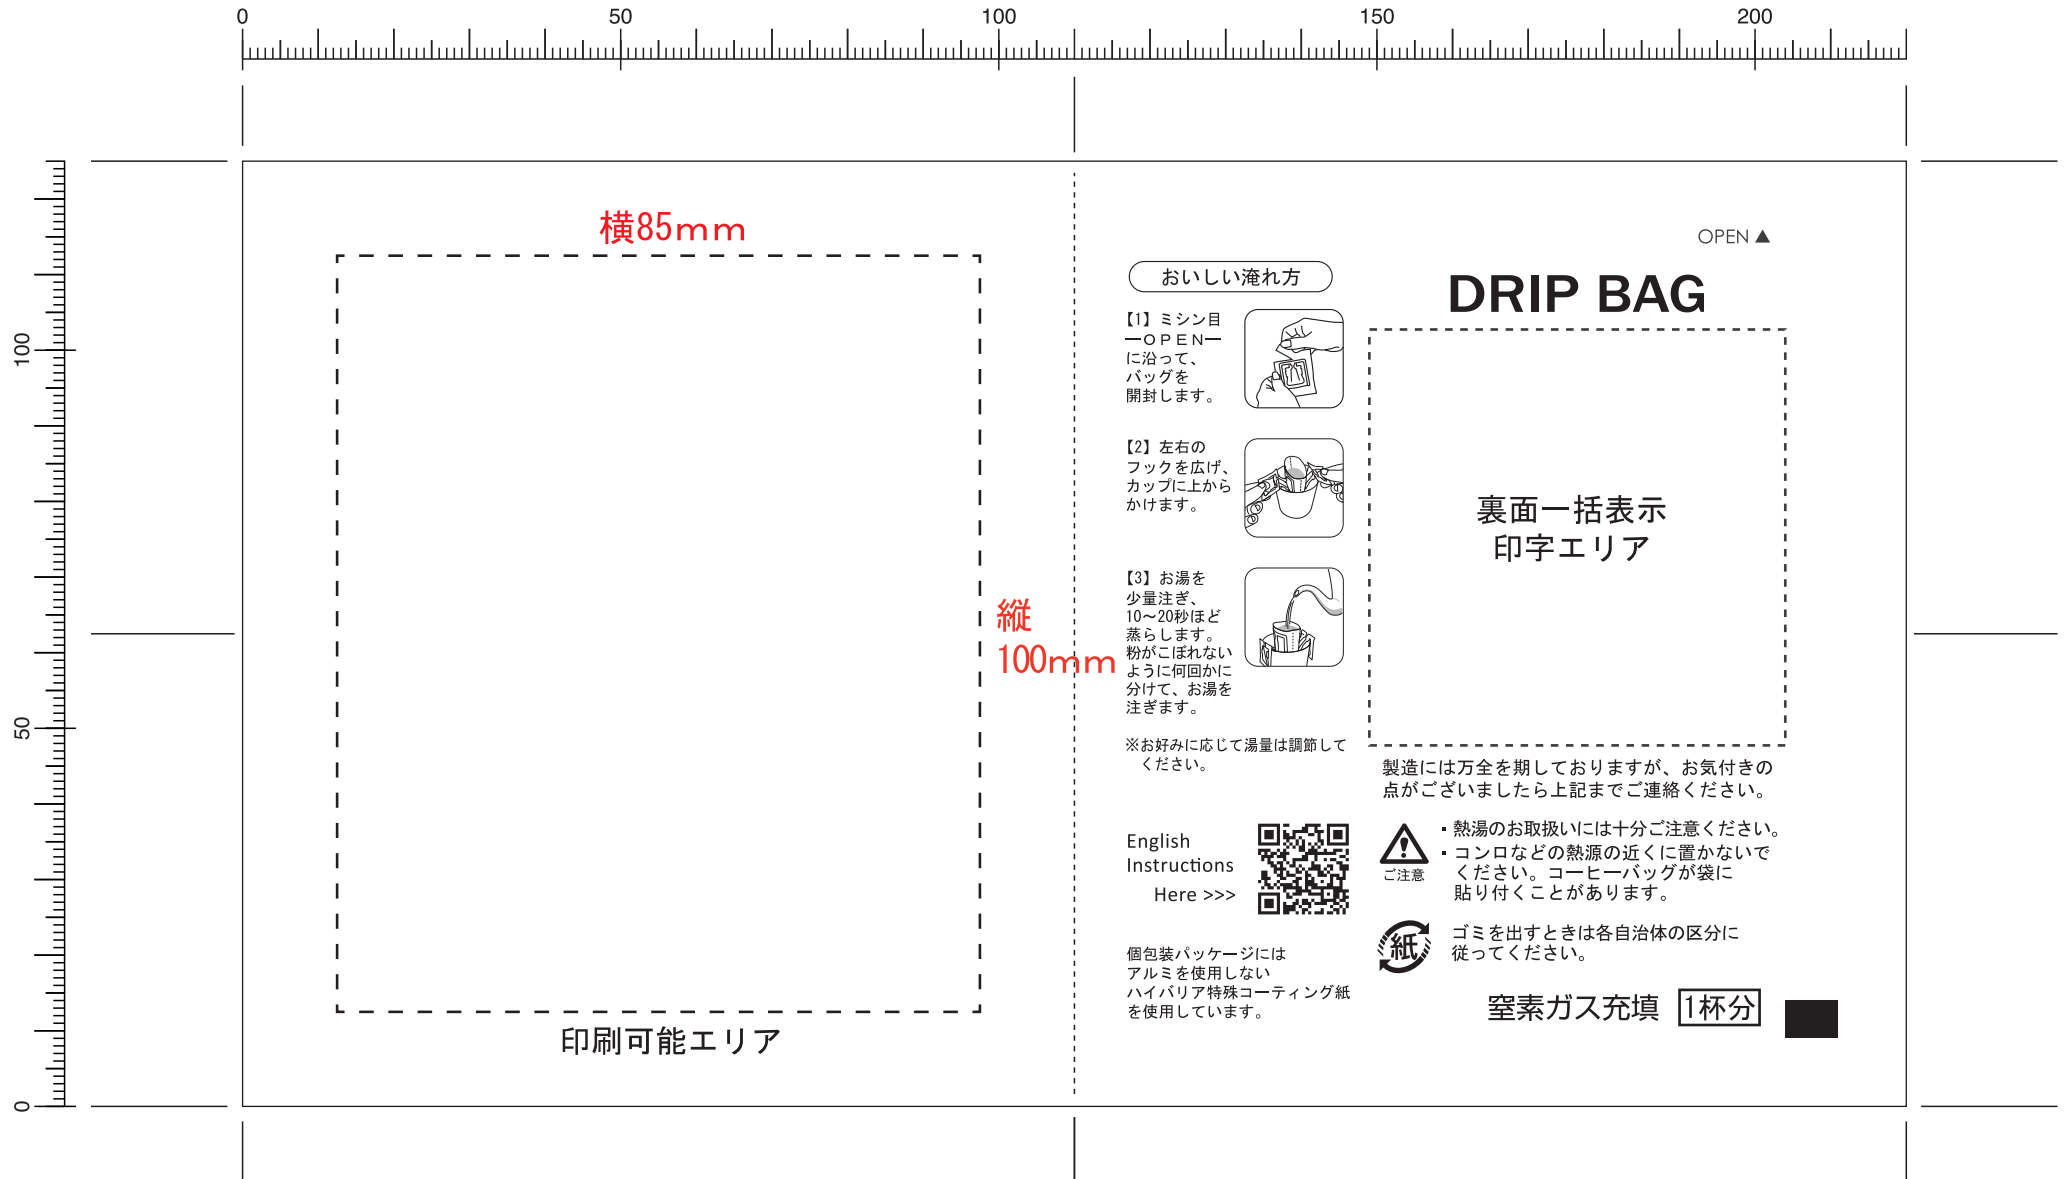 0 50 100 150 200
100
50
0
横85mm
縦
100mm
印刷可能エリア
おいしい淹れ方
【1】ミシン目
―OPEN―
に沿って、
バッグを
開封します。
【2】左右の
フックを広げ、
カップに上から
かけます。
【3】お湯を
少量注ぎ、
10〜20秒ほど
蒸らします。
粉がこぼれない
ように何回かに
分けて、お湯を
注ぎます。
※お好みに応じて湯量は調節して
ください。
English
Instructions
Here >>>
個包装パッケージには
アルミを使用しない
ハイバリア特殊コーティング紙
を使用しています。
OPEN ▲
DRIP BAG
裏面一括表示
印字エリア
製造には万全を期しておりますが、お気付きの
点がございましたら上記までご連絡ください。
ご注意
・熱湯のお取扱いには十分ご注意ください。
・コンロなどの熱源の近くに置かないで
ください。コーヒーバッグが袋に
貼り付くことがあります。
紙
ゴミを出すときは各自治体の区分に
従ってください。
窒素ガス充填 1杯分